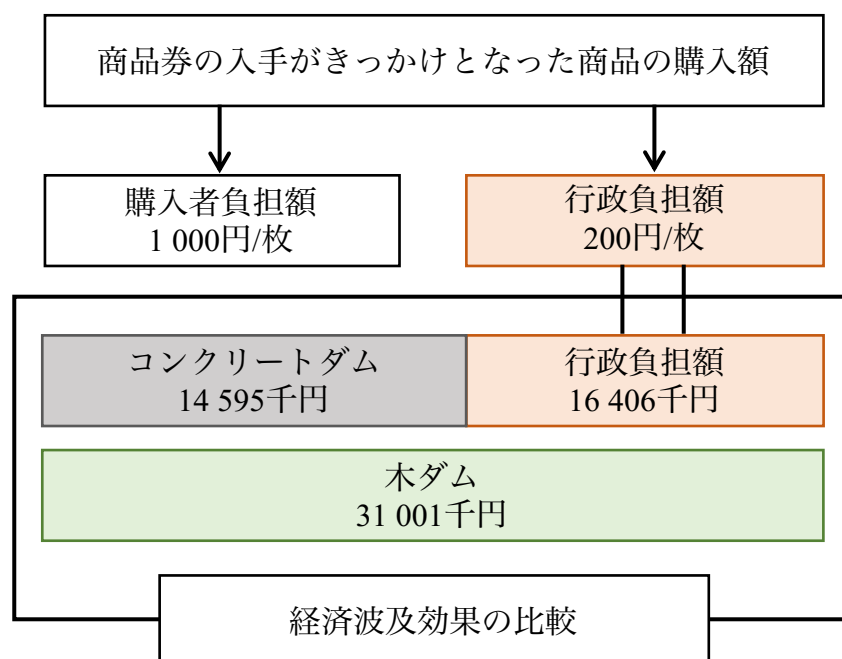 商品券の入手がきっかけとなった商品の購入額
購入者負担額
1 000円/枚
行政負担額
200円/枚
コンクリートダム
14 595千円
行政負担額
16 406千円
木ダム
31 001千円
経済波及効果の比較